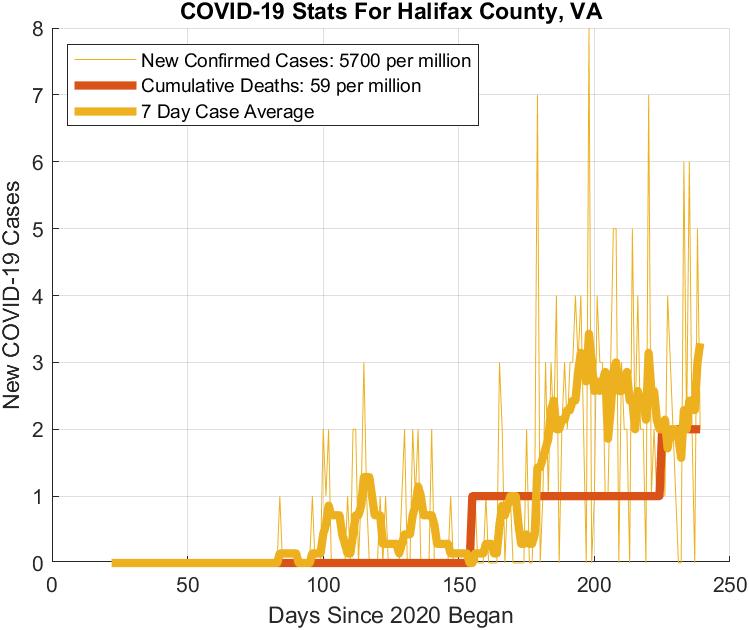 COVID-19 Stats For Halifax County, VA
New Confirmed Cases: 5700 per million
Cumulative Deaths: 59 per million
7 Day Case Average
New COVID-19 Cases
8
7
6
5
4
3
2
1
0
0 50 100 150 200 250
Days Since 2020 Began